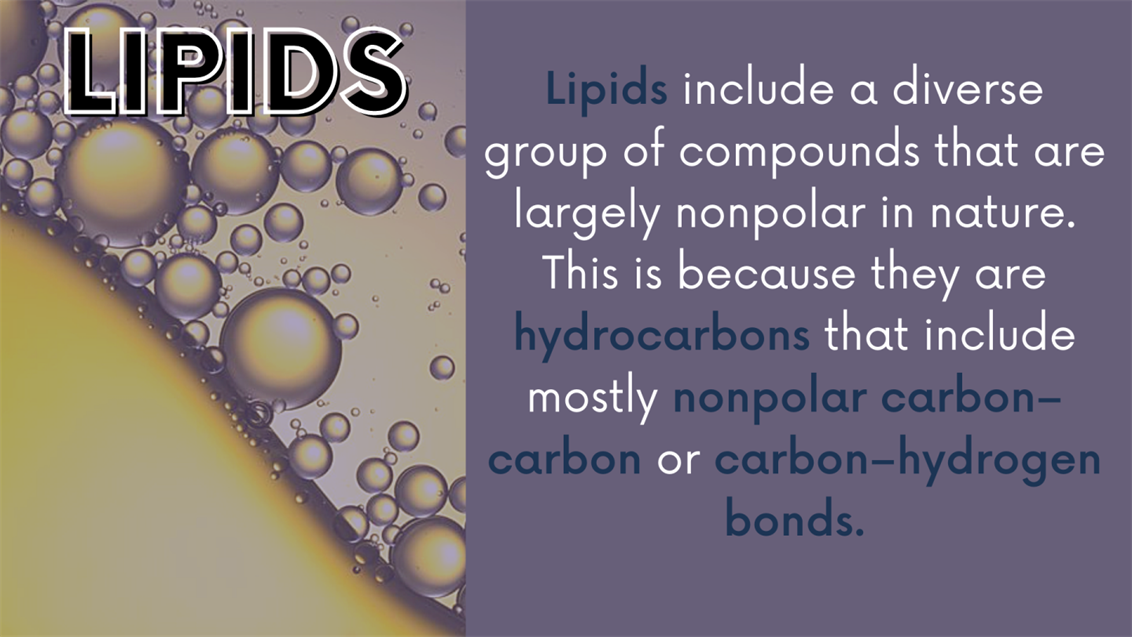 LIPIDS
Lipids include a diverse
group of compounds that are
largely nonpolar in nature.
This is because they are
hydrocarbons that include
mostly nonpolar carbon–
carbon or carbon–hydrogen
bonds.